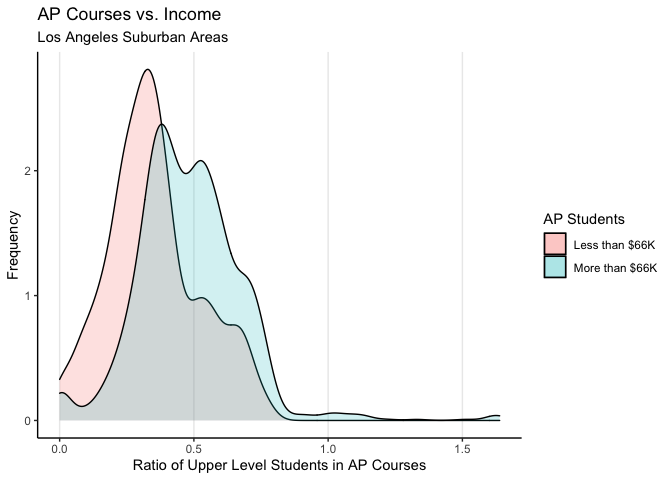 AP Courses vs. Income
Los Angeles Suburban Areas
Frequency
2
1
0
0.0
0.5
1.0
1.5
Ratio of Upper Level Students in AP Courses
AP Students
Less than $66K
More than $66K